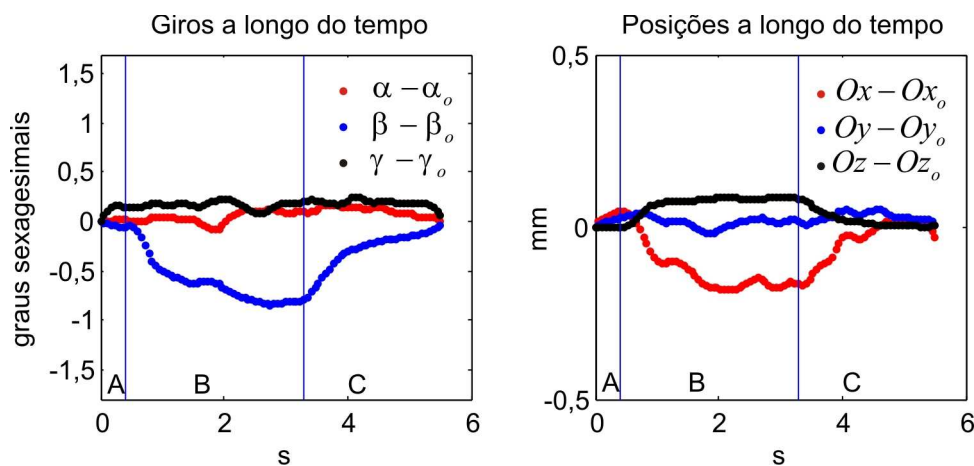 Giros a longo do tempo
1,5
1
0,5
0
-0,5
-1
-1,5
graus sexagesimais
α − αₒ
β − βₒ
γ − γₒ
A
B
C
0
2
4
6
s
Posições a longo do tempo
0,5
0
-0,5
mm
Ox − Oxₒ
Oy − Oyₒ
Oz − Ozₒ
A
B
C
0
2
4
6
s